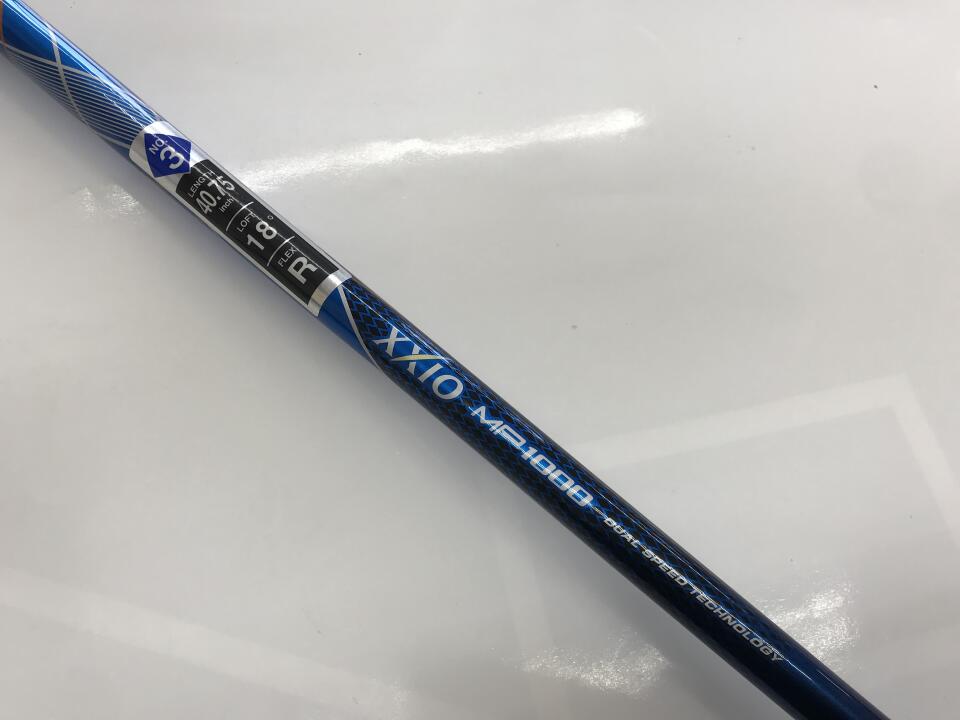 NO. 3
LENGTH
40.75
inch
LOFT
18°
FLEX
R
XXIO
MP1000
DUAL SPEED TECHNOLOGY